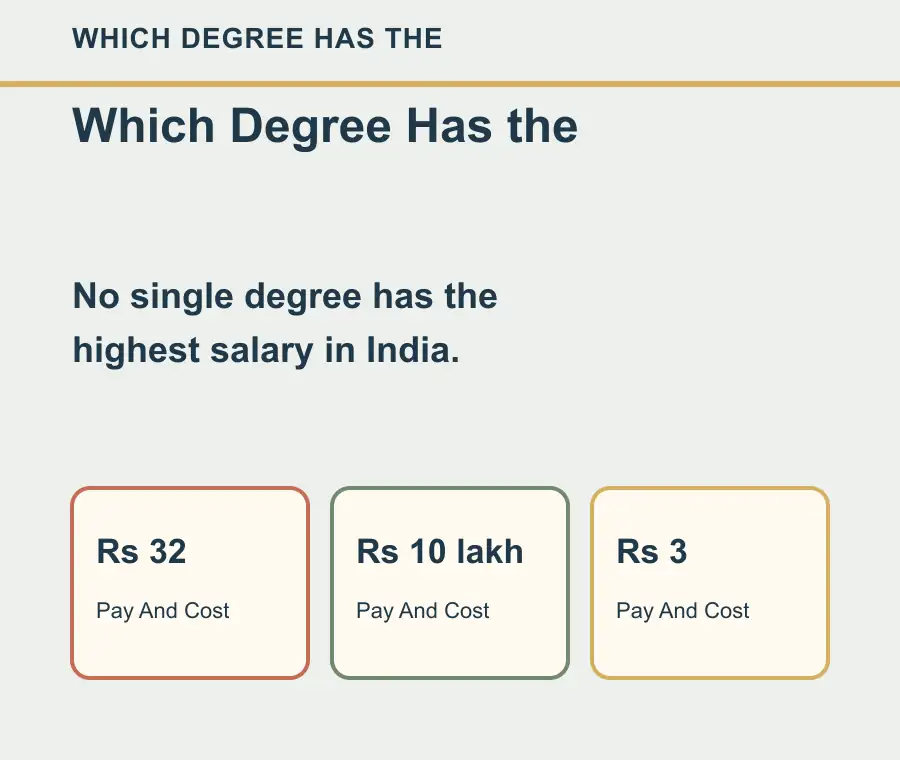 WHICH DEGREE HAS THE
Which Degree Has the
No single degree has the
highest salary in India.
Rs 32
Pay And Cost
Rs 10 lakh
Pay And Cost
Rs 3
Pay And Cost